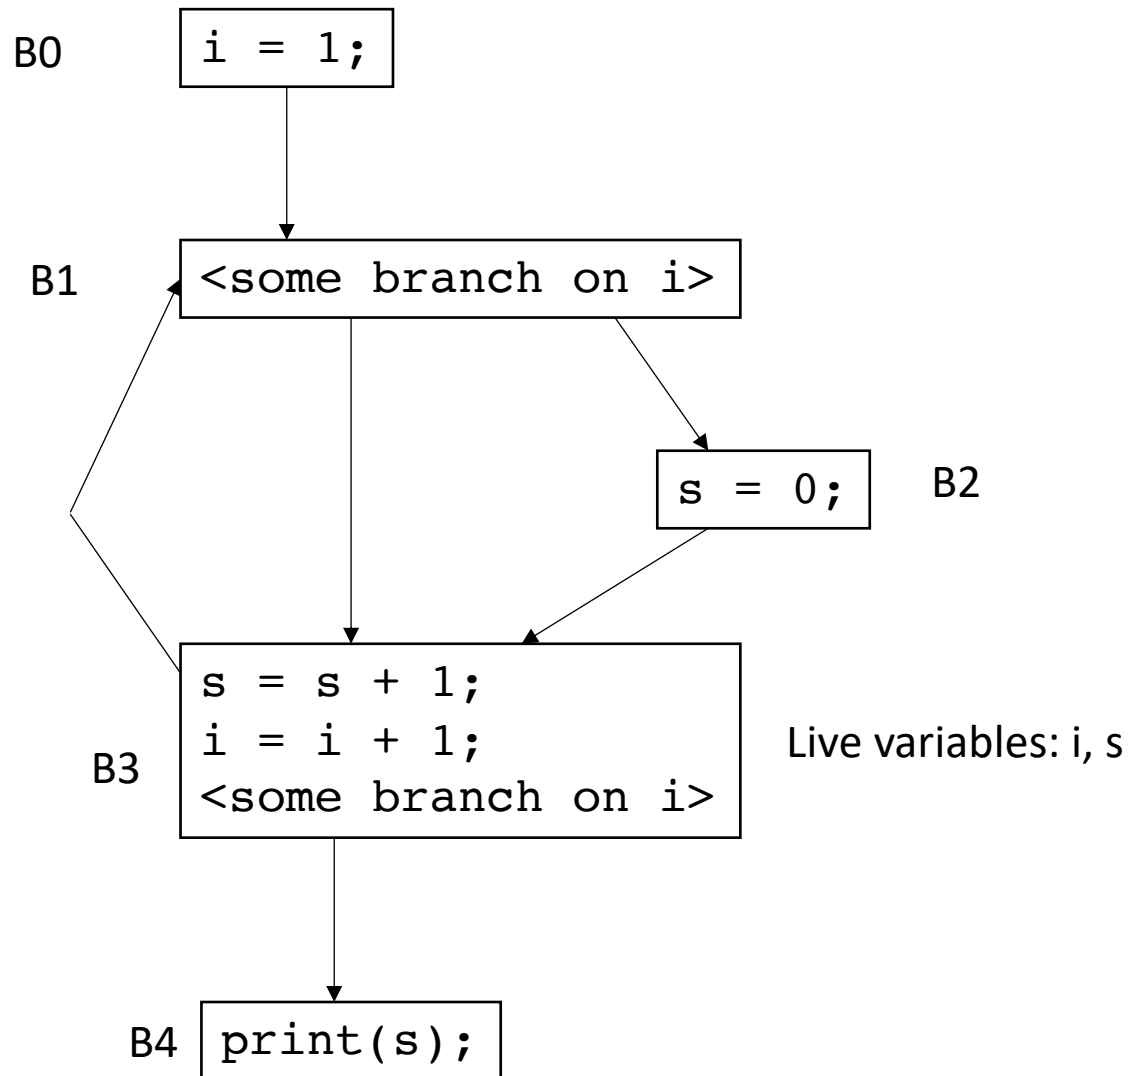 B0
i = 1;
B1
<some branch on i>
s = 0;
B2
s = s + 1;
i = i + 1;
<some branch on i>
B3
Live variables: i, s
B4
print(s);